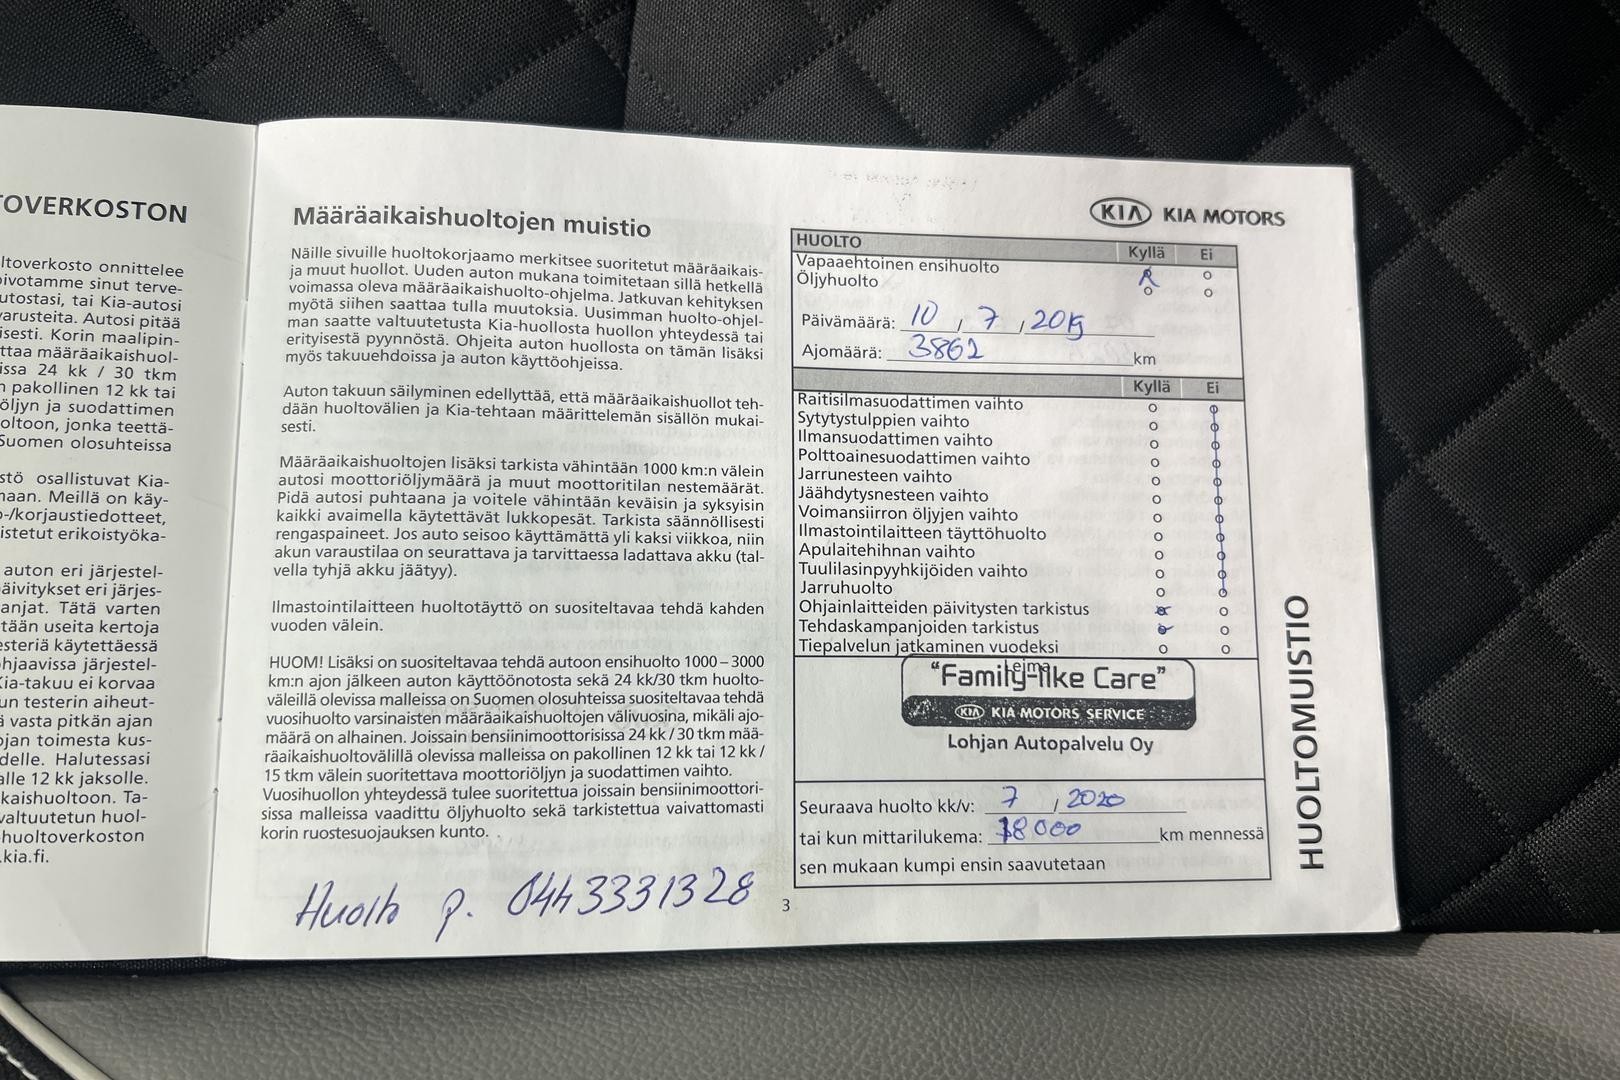 TOVERKOSTON
ltoverkosto onnittelee
oivotamme sinut terve-
utostasi, tai Kia-autosi
varusteita. Autosi pitää
isesti. Korin maalipin-
ttaa määräaikaishuol-
issa 24 kk / 30 tkm
n pakollinen 12 kk tai
öljyn ja suodattimen
oltoon, jonka teettä-
Suomen olosuhteissa
stö osallistuvat Kia-
naan. Meillä on käy-
o-/korjaustiedotteet,
istetut erikoistyöka-
auton eri järjestel-
päivitykset eri järjes-
anjat. Tätä varten
tään useita kertoja
esteriä käytettäessä
hjaavissa järjestel-
Kia-takuu ei korvaa
un testerin aiheut-
ä vasta pitkän ajan
ojan toimesta kus-
delle. Halutessasi
alle 12 kk jaksolle.
kaishuoltoon. Ta-
valtuutetun huol-
-huoltoverkoston
.kia.fi.
Määräaikaishuoltojen muistio
Näille sivuille huoltokorjaamo merkitsee suoritetut määräaikais-
ja muut huollot. Uuden auton mukana toimitetaan sillä hetkellä
voimassa oleva määräaikaishuolto-ohjelma. Jatkuvan kehityksen
myötä siihen saattaa tulla muutoksia. Uusimman huolto-ohjel-
man saatte valtuutetusta Kia-huollosta huollon yhteydessä tai
erityisestä pyynnöstä. Ohjeita auton huollosta on tämän lisäksi
myös takuuehdoissa ja auton käyttöohjeissa.
Auton takuun säilyminen edellyttää, että määräaikaishuollot teh-
dään huoltovälien ja Kia-tehtaan määrittelemän sisällön mukai-
sesti.
Määräaikaishuoltojen lisäksi tarkista vähintään 1000 km:n välein
autosi moottoriöljymäärä ja muut moottoritilan nestemäärät.
Pidä autosi puhtaana ja voitele vähintään keväisin ja syksyisin
kaikki avaimella käytettävät lukkopesät. Tarkista säännöllisesti
rengaspaineet. Jos auto seisoo käyttämättä yli kaksi viikkoa, niin
akun varaustilaa on seurattava ja tarvittaessa ladattava akku (tal-
vella tyhjä akku jäätyy).
Ilmastointilaitteen huoltotäyttö on suositeltavaa tehdä kahden
vuoden välein.
HUOM! Lisäksi on suositeltavaa tehdä autoon ensihuolto 1000 – 3000
km:n ajon jälkeen auton käyttöönotosta sekä 24 kk/30 tkm huolto-
väleillä olevissa malleissa on Suomen olosuhteissa suositeltavaa tehdä
vuosihuolto varsinaisten määräaikaishuoltojen välivuosina, mikäli ajo-
määrä on alhainen. Joissain bensiinimoottorisissa 24 kk / 30 tkm mää-
räaikaishuoltovälillä olevissa malleissa on pakollinen 12 kk tai 12 kk /
15 tkm välein suoritettava moottoriöljyn ja suodattimen vaihto.
Vuosihuollon yhteydessä tulee suoritettua joissain bensiinimoottori-
sissa malleissa vaadittu öljyhuolto sekä tarkistettua vaivattomasti
korin ruostesuojauksen kunto.
Huolto p. 0443331328
3
KIA KIA MOTORS
HUOLTO Kyllä Ei
Vapaaehtoinen ensihuolto
Öljyhuolto
Päivämäärä: 10 / 7 / 2019
Ajomäärä: 3862 km
Kyllä Ei
Raitisilmasuodattimen vaihto
Sytytystulppien vaihto
Ilmansuodattimen vaihto
Polttoainesuodattimen vaihto
Jarrunesteen vaihto
Jäähdytysnesteen vaihto
Voimansiirron öljyjen vaihto
Ilmastointilaitteen täyttöhuolto
Apulaitehihnan vaihto
Tuulilasinpyyhkijöiden vaihto
Jarruhuolto
Ohjainlaitteiden päivitysten tarkistus
Tehdaskampanjoiden tarkistus
Tiepalvelun jatkaminen vuodeksi
Leima
"Family-like Care"
KIA KIA MOTORS SERVICE
Lohjan Autopalvelu Oy
Seuraava huolto kk/v: 7 / 2020
tai kun mittarilukema: 18000 km mennessä
sen mukaan kumpi ensin saavutetaan
HUOLTOMUISTIO